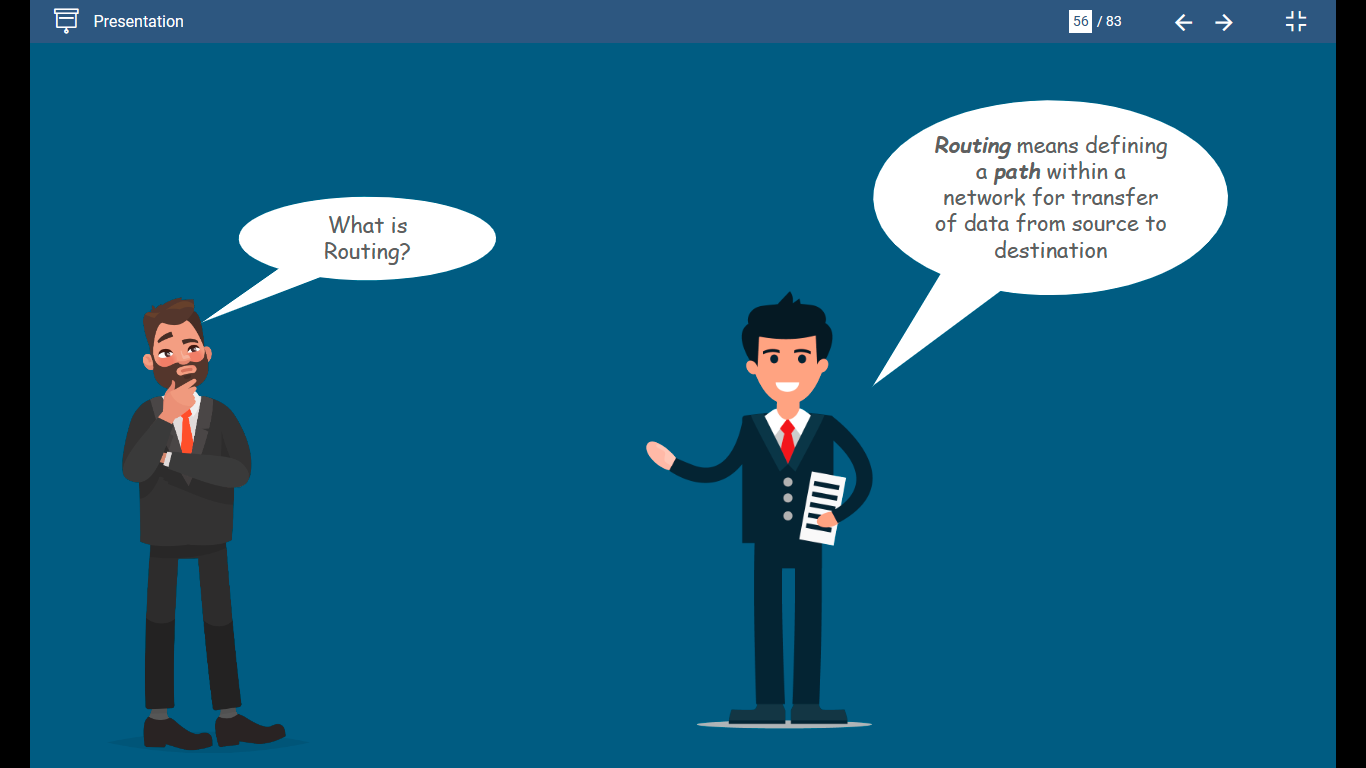 Presentation
56 / 83
What is
Routing?
Routing means defining
a path within a
network for transfer
of data from source to
destination